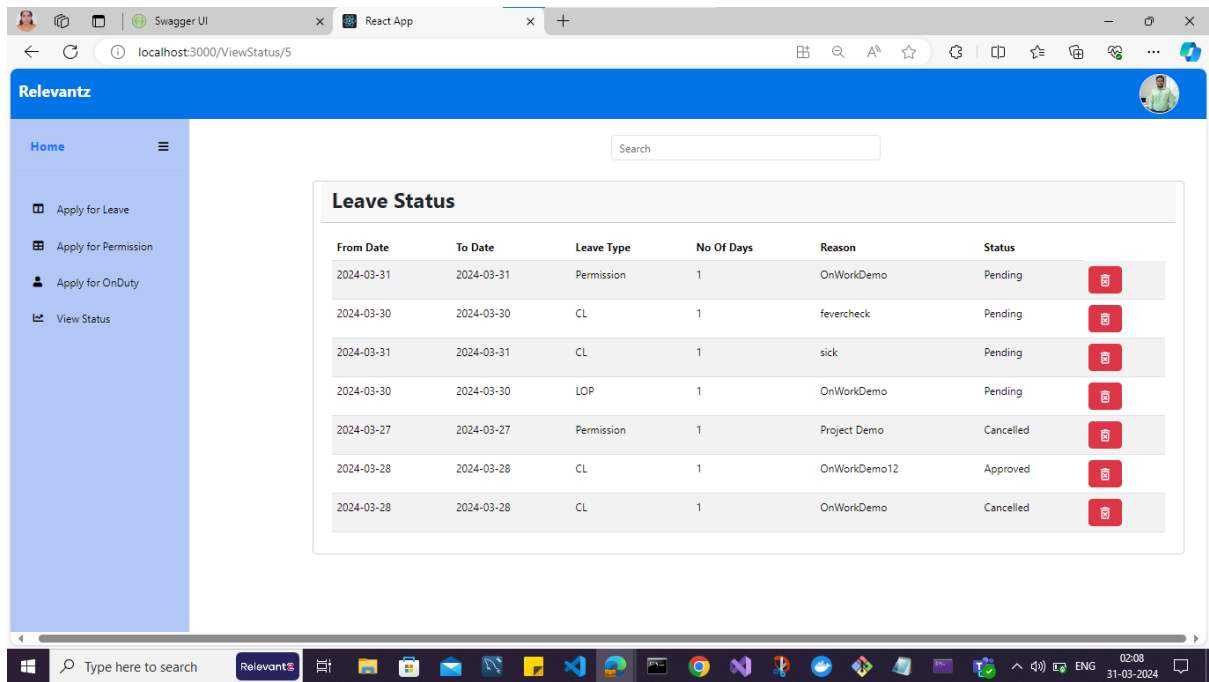 Swagger UI
React App
localhost:3000/ViewStatus/5
Relevantz
Home
Search
Apply for Leave
Apply for Permission
Apply for OnDuty
View Status
Leave Status
From Date To Date Leave Type No Of Days Reason Status
2024-03-31 2024-03-31 Permission 1 OnWorkDemo Pending
2024-03-30 2024-03-30 CL 1 fevercheck Pending
2024-03-31 2024-03-31 CL 1 sick Pending
2024-03-30 2024-03-30 LOP 1 OnWorkDemo Pending
2024-03-27 2024-03-27 Permission 1 Project Demo Cancelled
2024-03-28 2024-03-28 CL 1 OnWorkDemo12 Approved
2024-03-28 2024-03-28 CL 1 OnWorkDemo Cancelled
Type here to search
Relevantz
ENG
02:08
31-03-2024